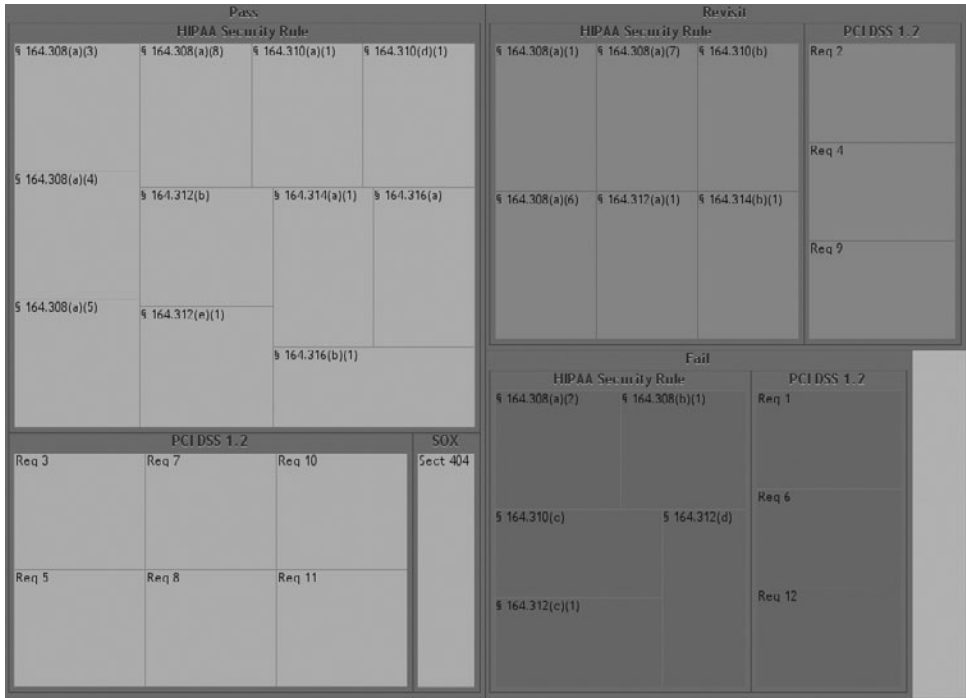 Pass
HIPAA Security Rule
§ 164.308(a)(3)
§ 164.308(a)(8)
§ 164.310(a)(1)
§ 164.310(d)(1)
§ 164.308(a)(4)
§ 164.312(b)
§ 164.314(a)(1)
§ 164.316(a)
§ 164.308(a)(5)
§ 164.312(e)(1)
§ 164.316(b)(1)
PCI DSS 1.2
Req 3
Req 7
Req 10
Req 5
Req 8
Req 11
SOX
Sect 404
Revisit
HIPAA Security Rule
§ 164.308(a)(1)
§ 164.308(a)(7)
§ 164.310(b)
§ 164.308(a)(6)
§ 164.312(a)(1)
§ 164.314(b)(1)
PCI DSS 1.2
Req 2
Req 4
Req 9
Fail
HIPAA Security Rule
§ 164.308(a)(2)
§ 164.308(b)(1)
§ 164.310(c)
§ 164.312(d)
§ 164.312(c)(1)
PCI DSS 1.2
Req 1
Req 6
Req 12